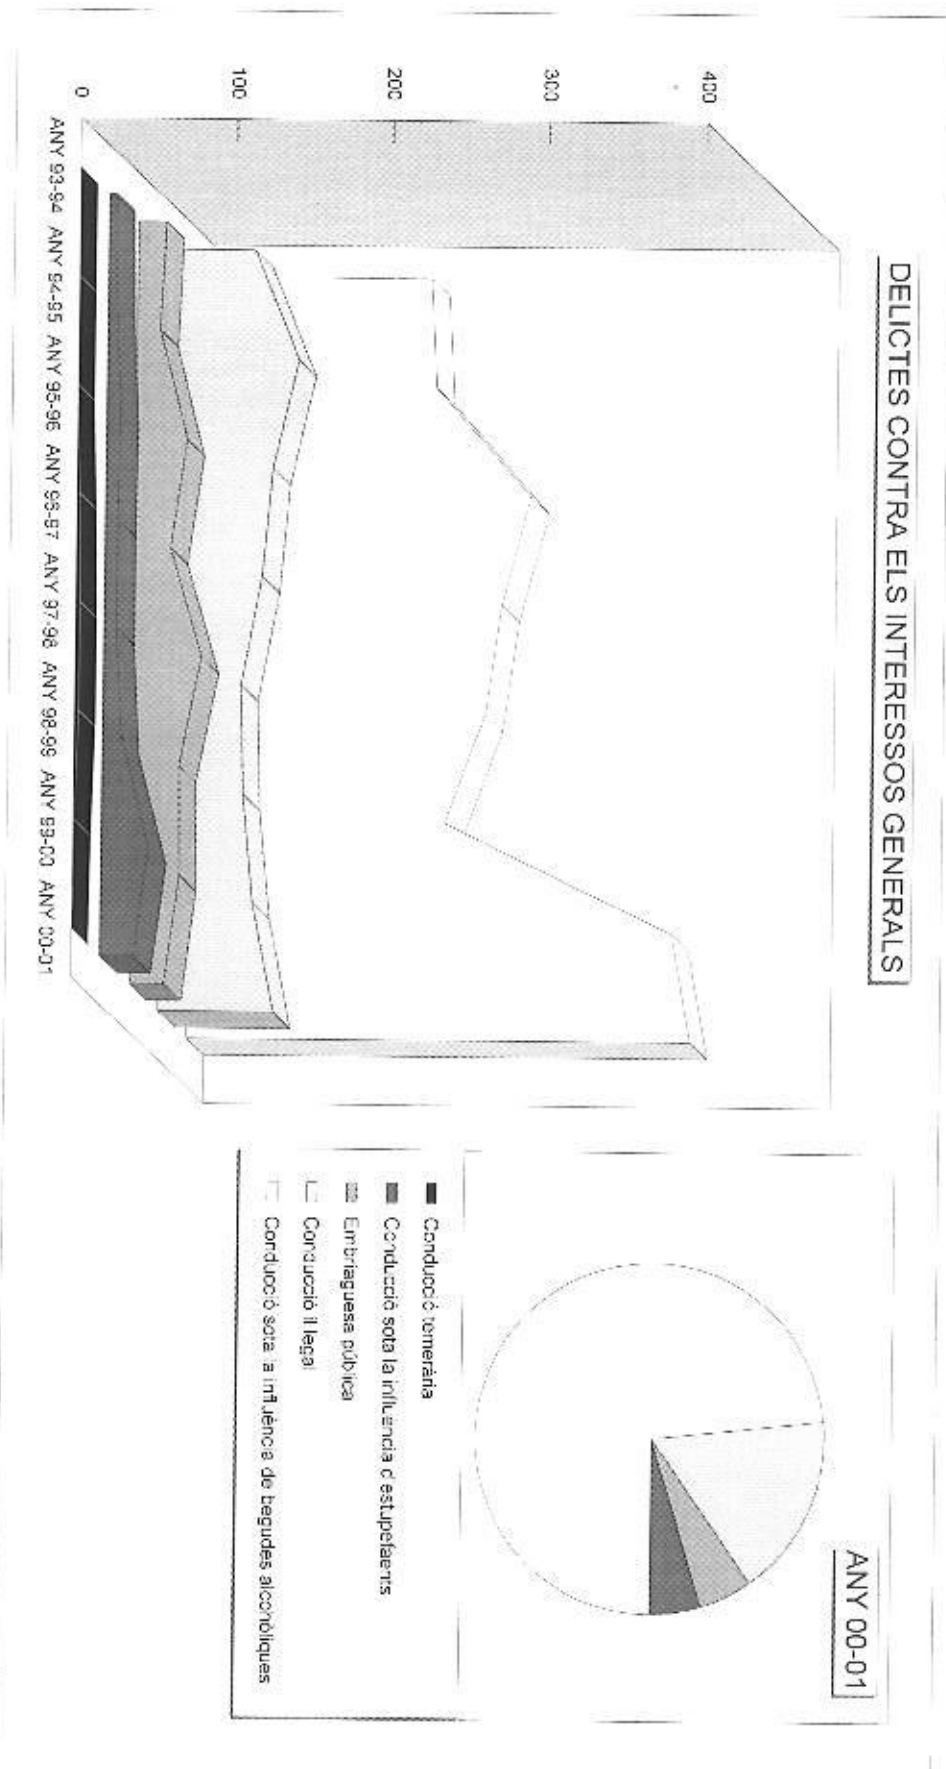 DELICTES CONTRA ELS INTERESSOS GENERALS
400
300
200
100
0
ANY 93-94 ANY 94-95 ANY 95-96 ANY 96-97 ANY 97-98 ANY 98-99 ANY 99-00 ANY 00-01
ANY 00-01
Conducció temerària
Conducció sota la influencia d'estupefaents
Embriaguesa pública
Conducció il·legal
Conducció sota la influència de begudes alcohòliques